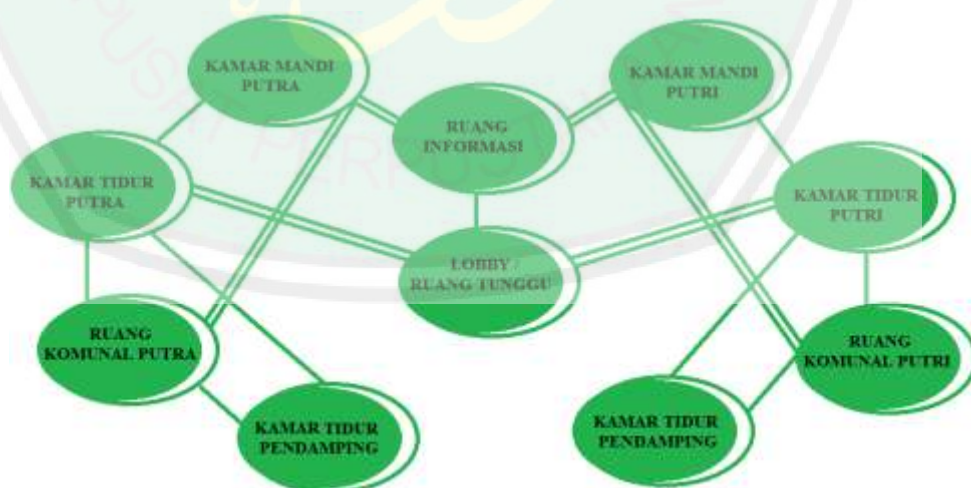 KAMAR MANDI
PUTRA
KAMAR MANDI
PUTRI
RUANG
INFORMASI
KAMAR TIDUR
PUTRA
KAMAR TIDUR
PUTRI
LOBBY /
RUANG TUNGGU
RUANG
KOMUNAL PUTRA
RUANG
KOMUNAL PUTRI
KAMAR TIDUR
PENDAMPING
KAMAR TIDUR
PENDAMPING